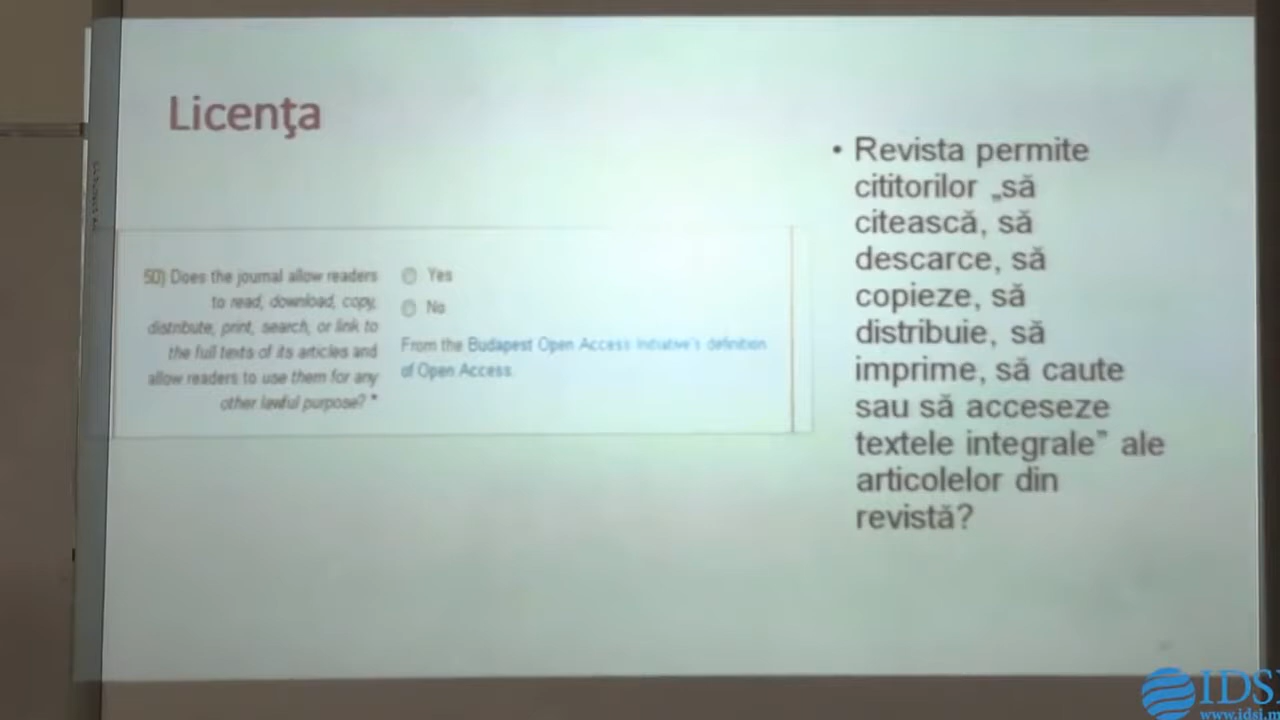 Licenţa
50) Does the journal allow readers
to read, download, copy,
distribute, print, search, or link to
the full texts of its articles and
allow readers to use them for any
other lawful purpose? *
Yes
No
From the Budapest Open Access Initiative's definition
of Open Access
• Revista permite
cititorilor „să
citească, să
descarce, să
copieze, să
distribuie, să
imprime, să caute
sau să acceseze
textele integrale” ale
articolelor din
revistă?
IDSI